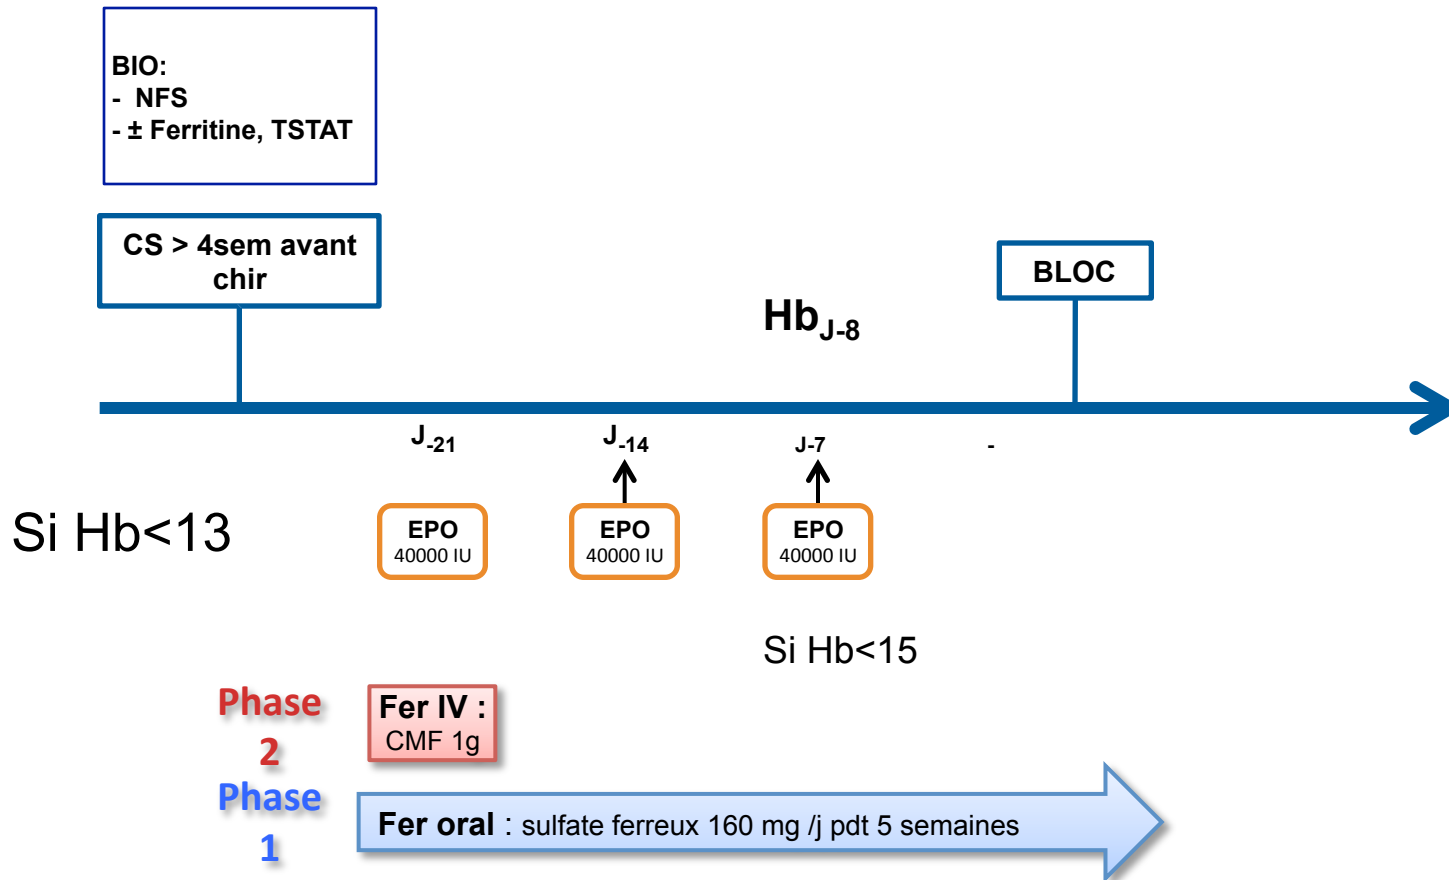 BIO:
- NFS
- ± Ferritine, TSTAT
CS > 4sem avant
chir
BLOC
Hb J-8
J-21
J-14
J-7
-
Si Hb<13
EPO
40000 IU
EPO
40000 IU
EPO
40000 IU
Si Hb<15
Phase
2
Fer IV :
CMF 1g
Phase
1
Fer oral : sulfate ferreux 160 mg /j pdt 5 semaines